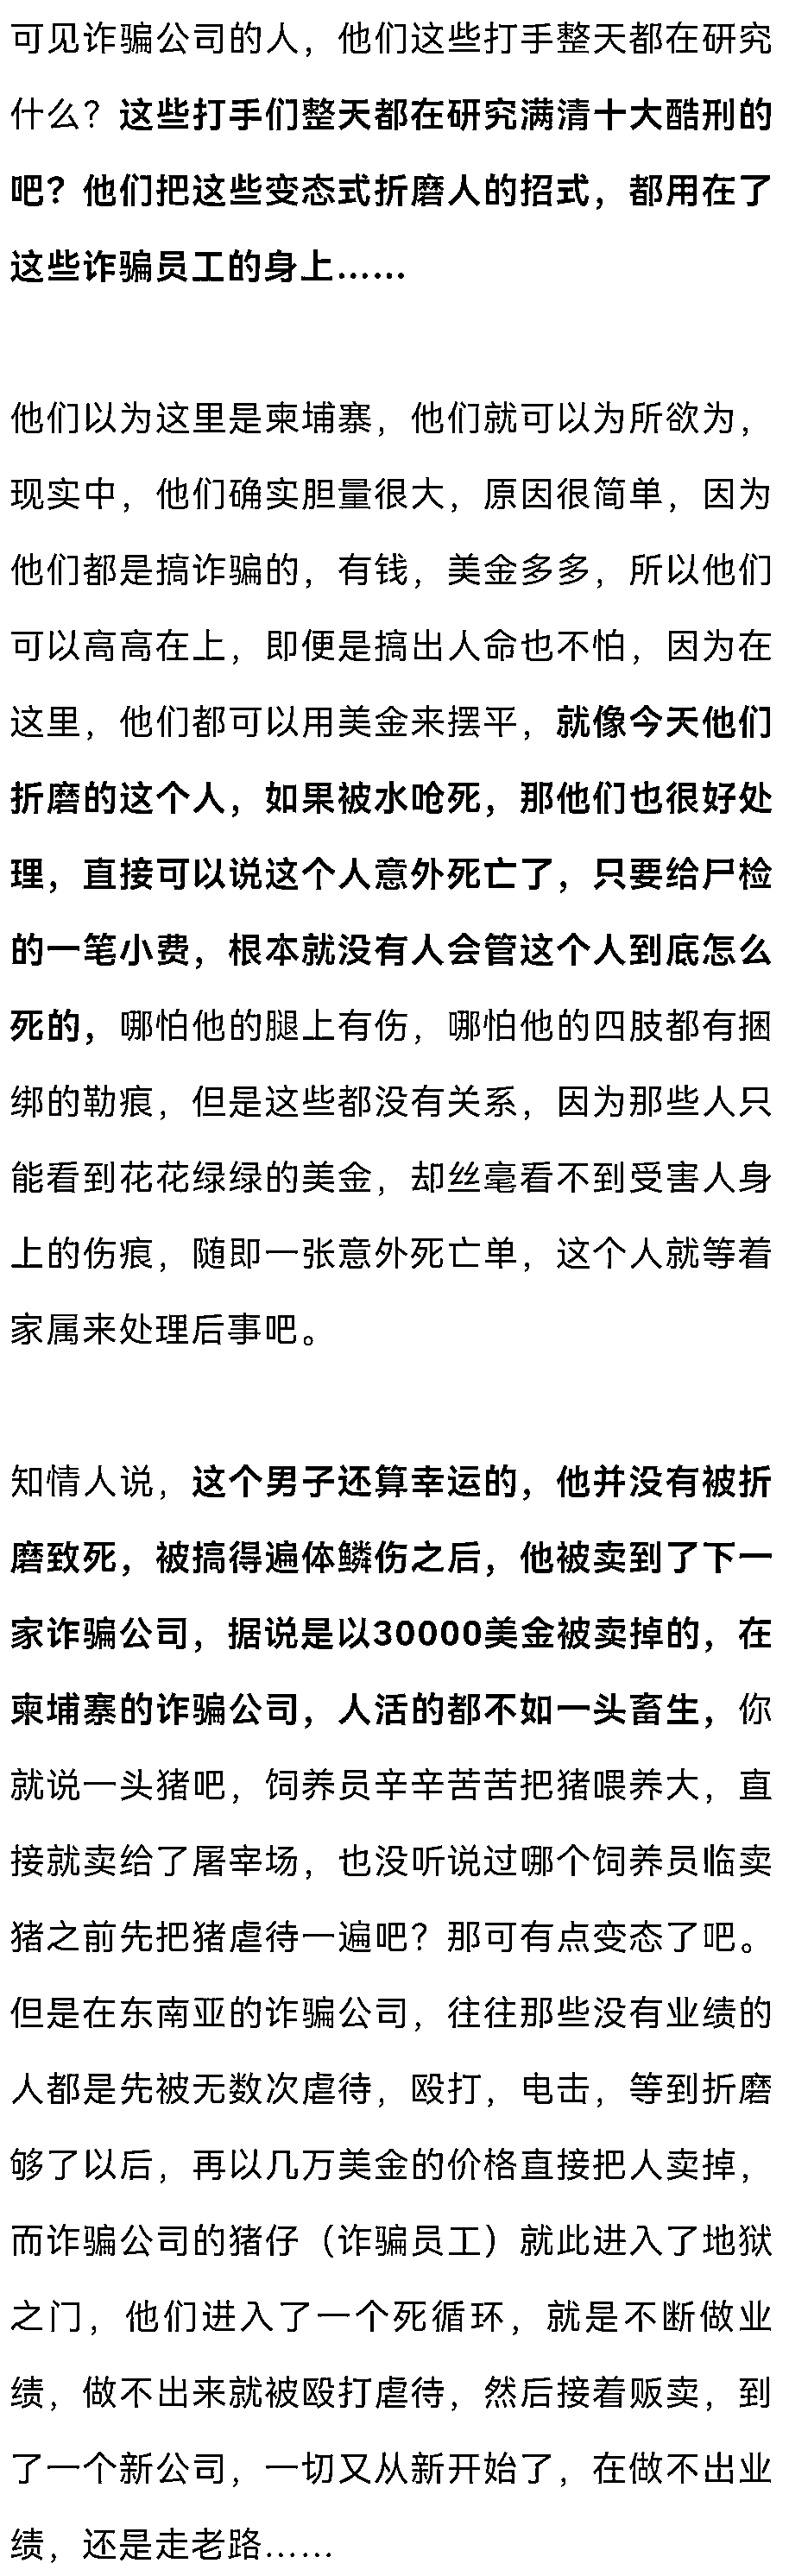 可见诈骗公司的人，他们这些打手整天都在研究
什么？这些打手们整天都在研究满清十大酷刑的
吧？他们把这些变态式折磨人的招式，都用在了
这些诈骗员工的身上……
他们以为这里是柬埔寨，他们就可以为所欲为，
现实中，他们确实胆量很大，原因很简单，因为
他们都是搞诈骗的，有钱，美金多多，所以他们
可以高高在上，即便是搞出人命也不怕，因为在
这里，他们都可以用美金来摆平，就像今天他们
折磨的这个人，如果被水呛死，那他们也很好处
理，直接可以说这个人意外死亡了，只要给尸检
的一笔小费，根本就没有人会管这个人到底怎么
死的，哪怕他的腿上有伤，哪怕他的四肢都有捆
绑的勒痕，但是这些都没有关系，因为那些人只
能看到花花绿绿的美金，却丝毫看不到受害人身
上的伤痕，随即一张意外死亡单，这个人就等着
家属来处理后事吧。
知情人说，这个男子还算幸运的，他并没有被折
磨致死，被搞得遍体鳞伤之后，他被卖到了下一
家诈骗公司，据说是以30000美金被卖掉的，在
柬埔寨的诈骗公司，人活的都不如一头畜生，你
就说一头猪吧，饲养员辛辛苦苦把猪喂养大，直
接就卖给了屠宰场，也没听说过哪个饲养员临卖
猪之前先把猪虐待一遍吧？那可有点变态了吧。
但是在东南亚的诈骗公司，往往那些没有业绩的
人都是先被无数次虐待，殴打，电击，等到折磨
够了以后，再以几万美金的价格直接把人卖掉，
而诈骗公司的猪仔（诈骗员工）就此进入了地狱
之门，他们进入了一个死循环，就是不断做业
绩，做不出来就被殴打虐待，然后接着贩卖，到
了一个新公司，一切又从新开始了，在做不出业
绩，还是走老路……